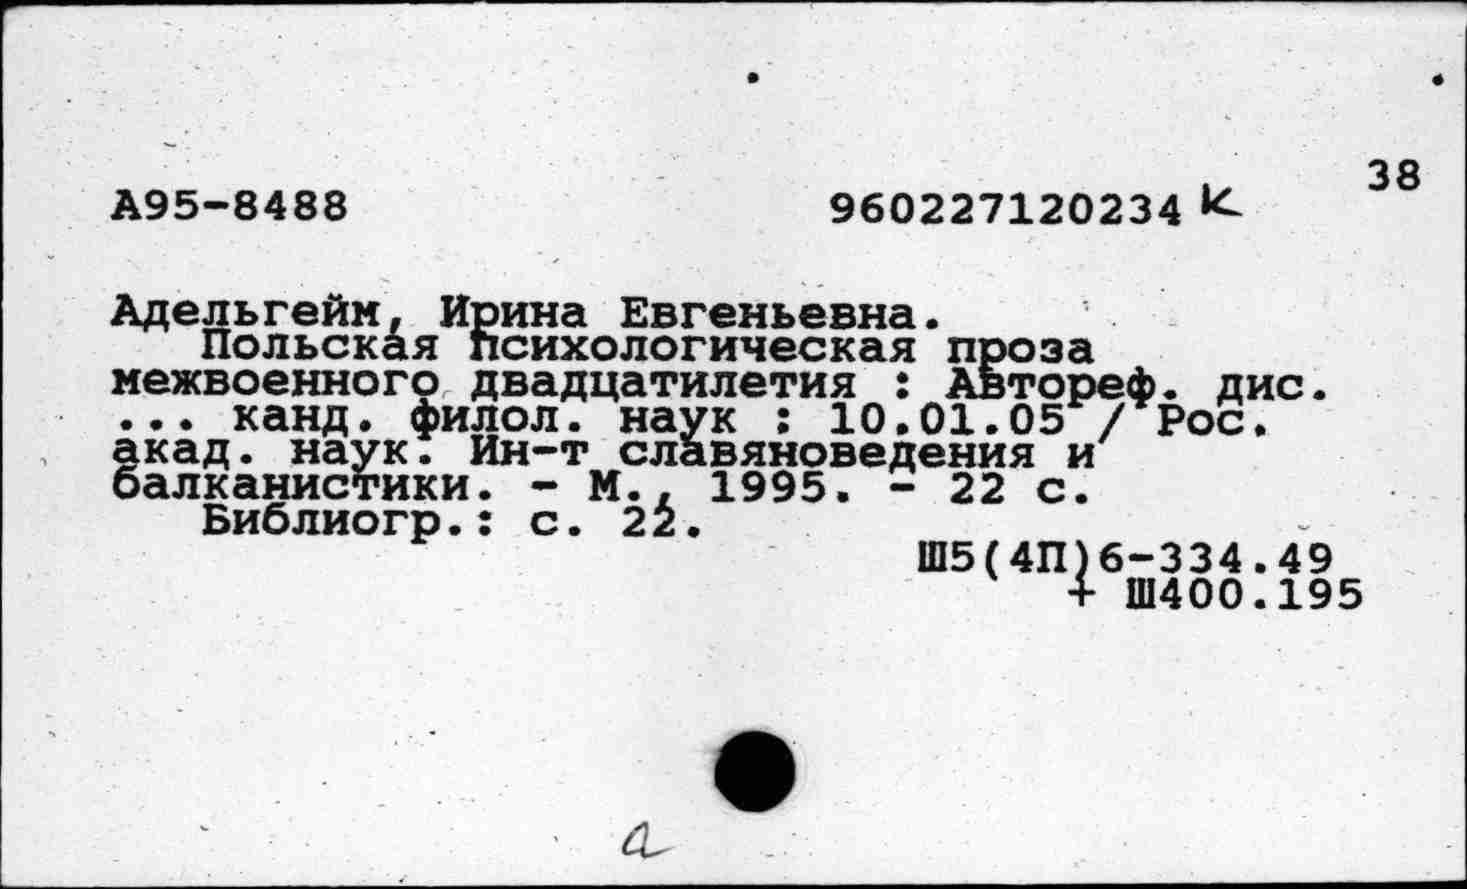 38
А95-8488 960227120234 К
Адельгейм, Ирина Евгеньевна.
Польская психологическая проза
межвоенного двадцатилетия : Автореф. дис.
... канд. филол. наук : 10.01.05 / Рос.
акад. наук. Ин-т славяноведения и
балканистики. - М., 1995. - 22 с.
Библиогр.: с. 22.
Ш5(4П)6-334.49
+ Ш400.195
а